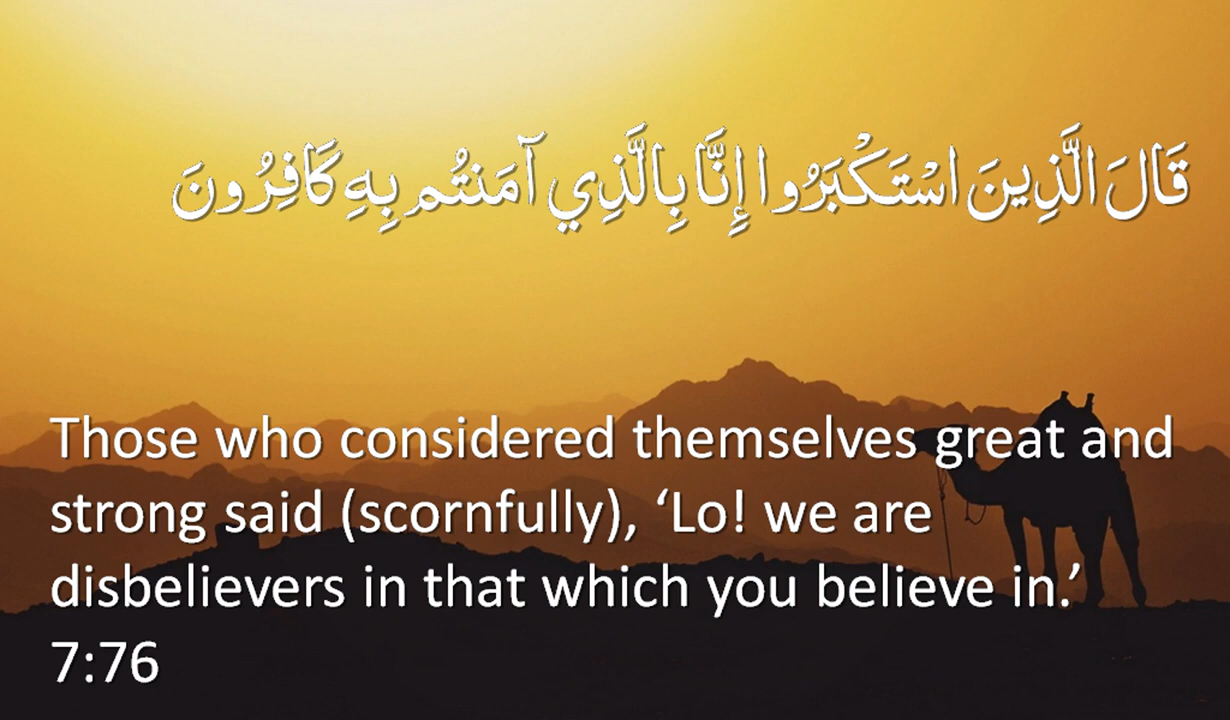 قَالَ الَّذِينَ اسْتَكْبَرُوا إِنَّا بِالَّذِي آمَنتُم بِهِ كَافِرُونَ
Those who considered themselves great and
strong said (scornfully), ‘Lo! we are
disbelievers in that which you believe in.’
7:76